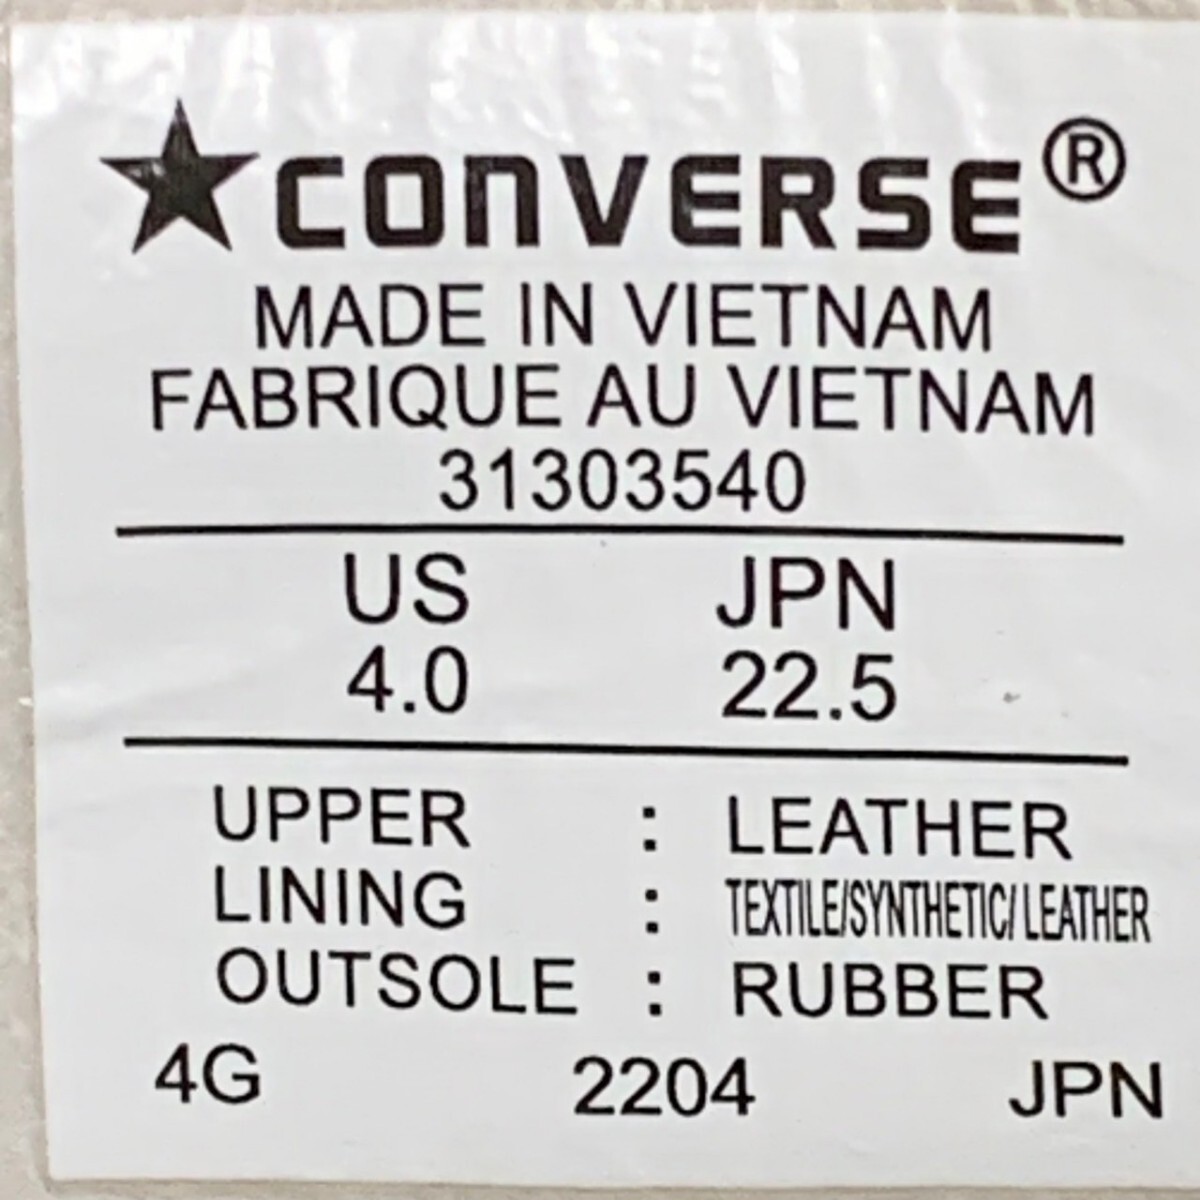 ★CONVERSE®
MADE IN VIETNAM
FABRIQUE AU VIETNAM
31303540
US JPN
4.0 22.5
UPPER : LEATHER
LINING : TEXTILE/SYNTHETIC/LEATHER
OUTSOLE : RUBBER
4G 2204 JPN